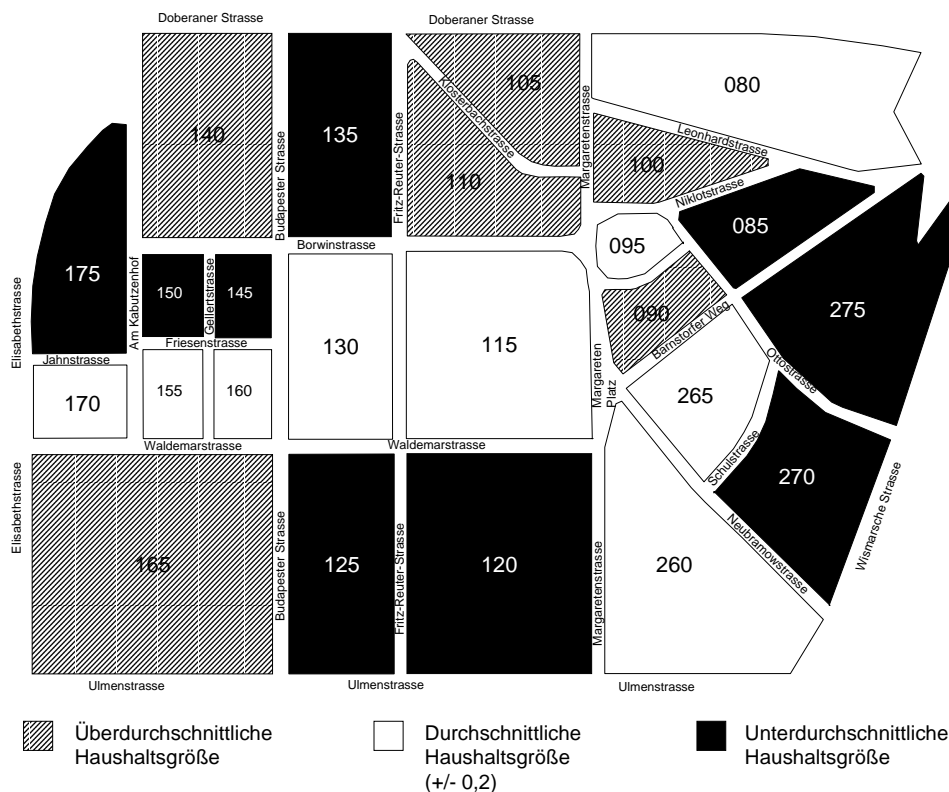 Doberaner Strasse
Doberaner Strasse
105
080
140
135
Kosterbachstrasse
Leonhardstrasse
Margaretenstrasse
100
110
Niklotstrasse
Budapester Strasse
Fritz-Reuter-Strasse
085
Borwinstrasse
095
175
150
145
275
Elisabethstrasse
Am Kabutzenhof
Gellertstrasse
090
Barnstorfer Weg
Friesenstrasse
130
115
Ottostrasse
Jahnstrasse
Margareten
Platz
155
160
265
170
Waldemarstrasse
Waldemarstrasse
Schulstrasse
270
Elisabethstrasse
Budapester Strasse
Fritz-Reuter-Strasse
Neubramowstrasse
Wismarsche Strasse
165
125
120
260
Margaretenstrasse
Ulmenstrasse
Ulmenstrasse
Ulmenstrasse
Überdurchschnittliche
Haushaltsgröße
Durchschnittliche
Haushaltsgröße
(+/- 0,2)
Unterdurchschnittliche
Haushaltsgröße